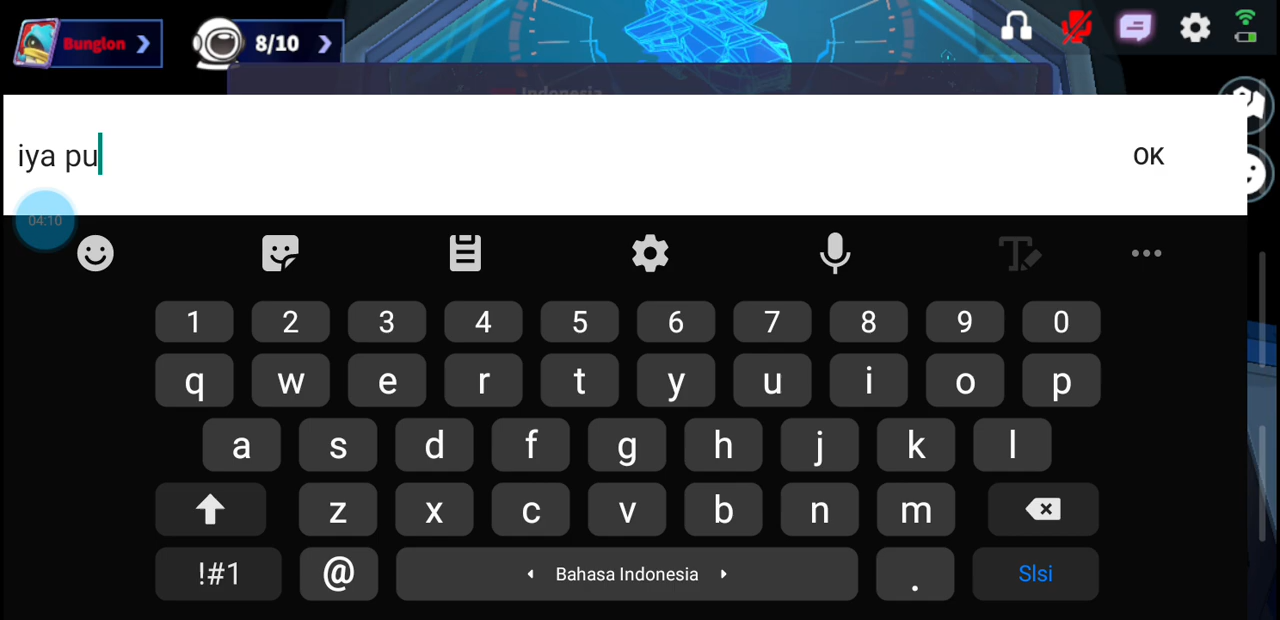 Bunglon
8/10
Indonesia
iya pu
OK
04:10
1 2 3 4 5 6 7 8 9 0
q w e r t y u i o p
a s d f g h j k l
z x c v b n m
!#1 @ Bahasa Indonesia . Slsi